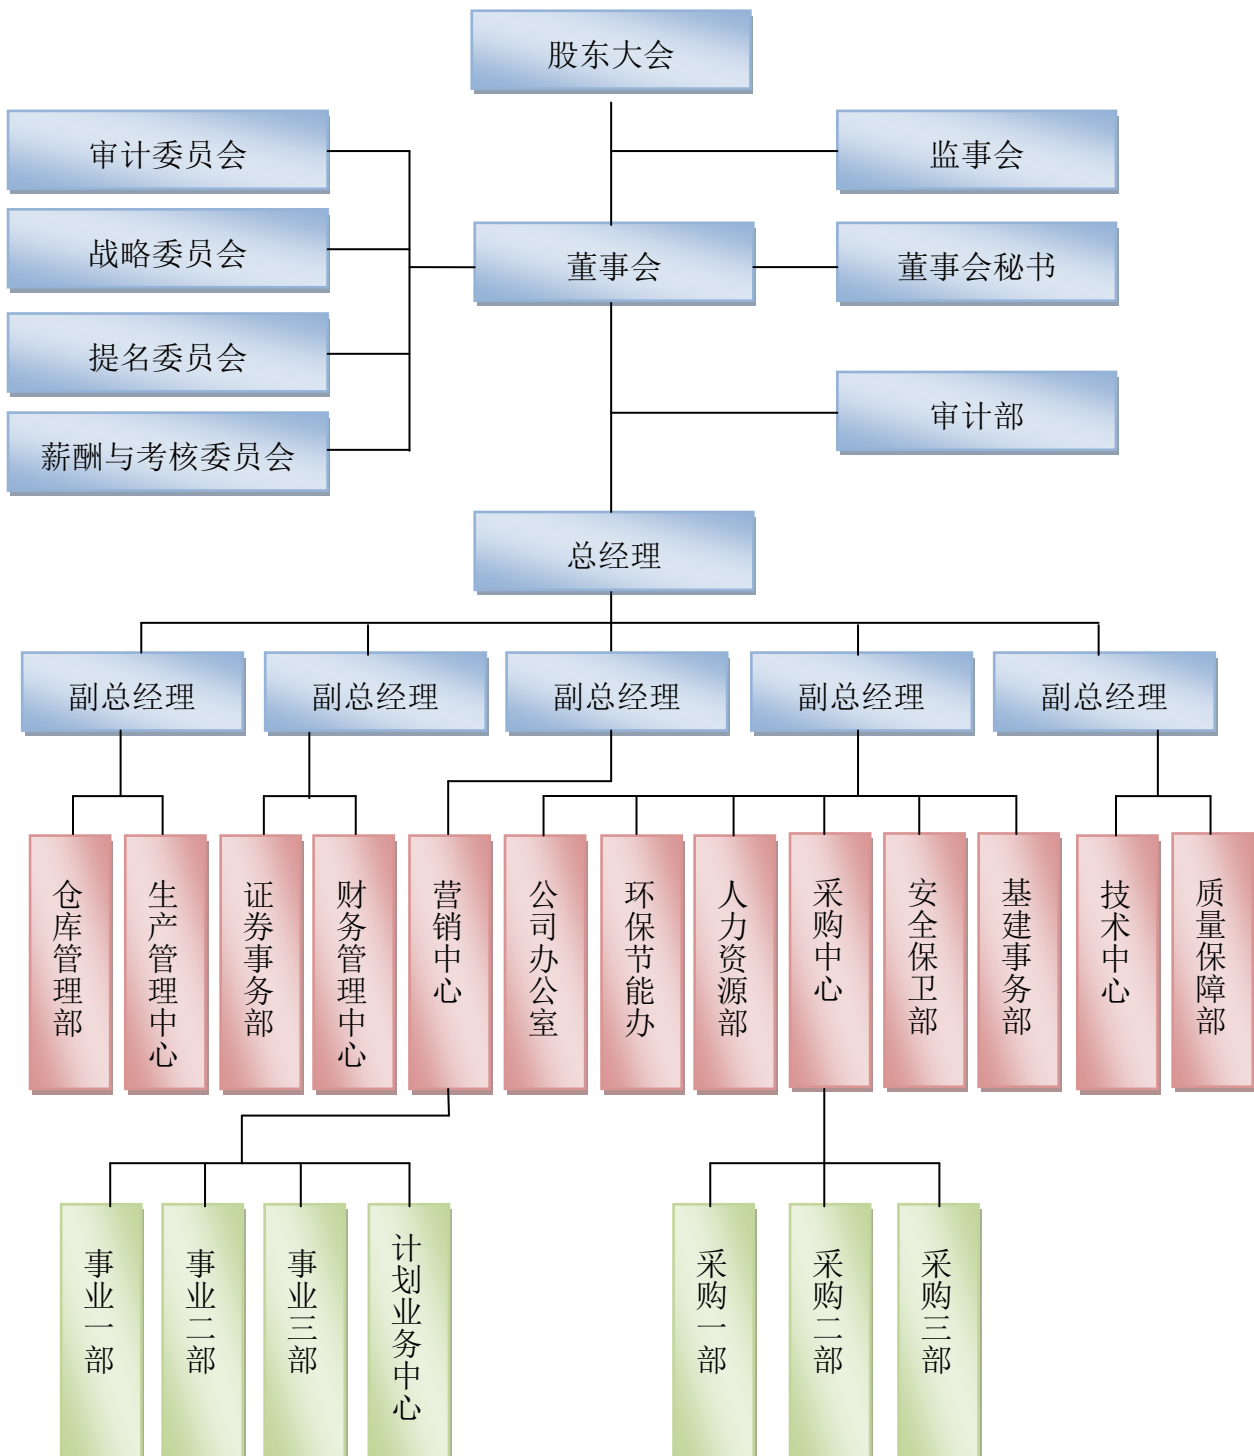 股东大会
审计委员会
监事会
战略委员会
董事会
董事会秘书
提名委员会
审计部
薪酬与考核委员会
总经理
副总经理
副总经理
副总经理
副总经理
副总经理
仓库管理部
生产管理中心
证券事务部
财务管理中心
营销中心
公司办公室
环保节能办
人力资源部
采购中心
安全保卫部
基建事务部
技术中心
质量保障部
事业一部
事业二部
事业三部
计划业务中心
采购一部
采购二部
采购三部